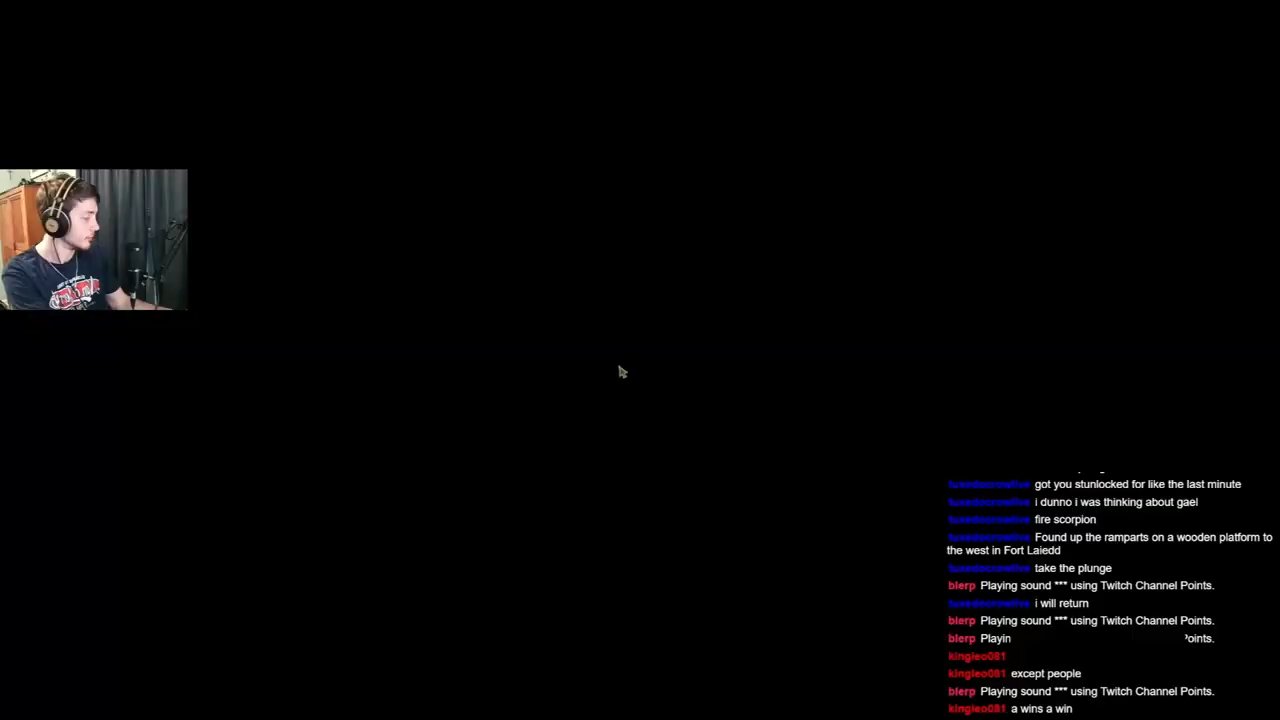 got you stunlocked for like the last minute
i dunno i was thinking about gael
fire scorpion
Found up the ramparts on a wooden platform to
the west in Fort Laiedd
take the plunge
blerp Playing sound *** using Twitch Channel Points.
i will return
blerp Playing sound *** using Twitch Channel Points.
blerp Playin oints.
kingleo081
kingleo081 except people
blerp Playing sound *** using Twitch Channel Points.
kingleo081 a wins a win